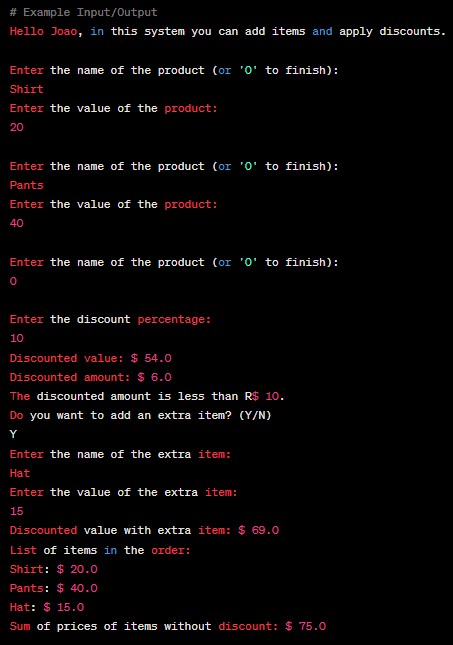 # Example Input/Output
Hello Joao, in this system you can add items and apply discounts.
Enter the name of the product (or '0' to finish):
Shirt
Enter the value of the product:
20
Enter the name of the product (or '0' to finish):
Pants
Enter the value of the product:
40
Enter the name of the product (or '0' to finish):
0
Enter the discount percentage:
10
Discounted value: $ 54.0
Discounted amount: $ 6.0
The discounted amount is less than R$ 10.
Do you want to add an extra item? (Y/N)
Y
Enter the name of the extra item:
Hat
Enter the value of the extra item:
15
Discounted value with extra item: $ 69.0
List of items in the order:
Shirt: $ 20.0
Pants: $ 40.0
Hat: $ 15.0
Sum of prices of items without discount: $ 75.0